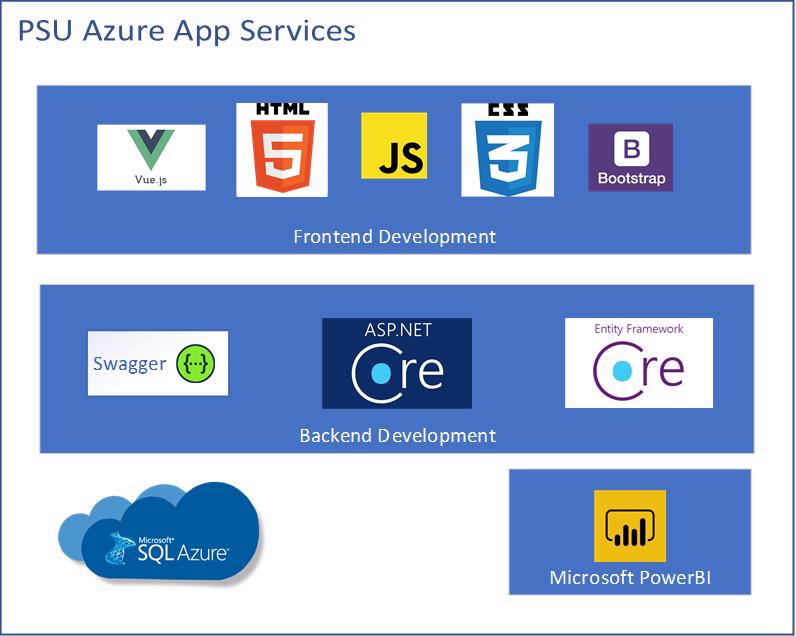 PSU Azure App Services
Vue.js
HTML
5
JS
CSS
3
B
Bootstrap
Frontend Development
Swagger {··}
ASP.NET
Core
Entity Framework
Core
Backend Development
Microsoft®
SQL Azure™
Microsoft PowerBI